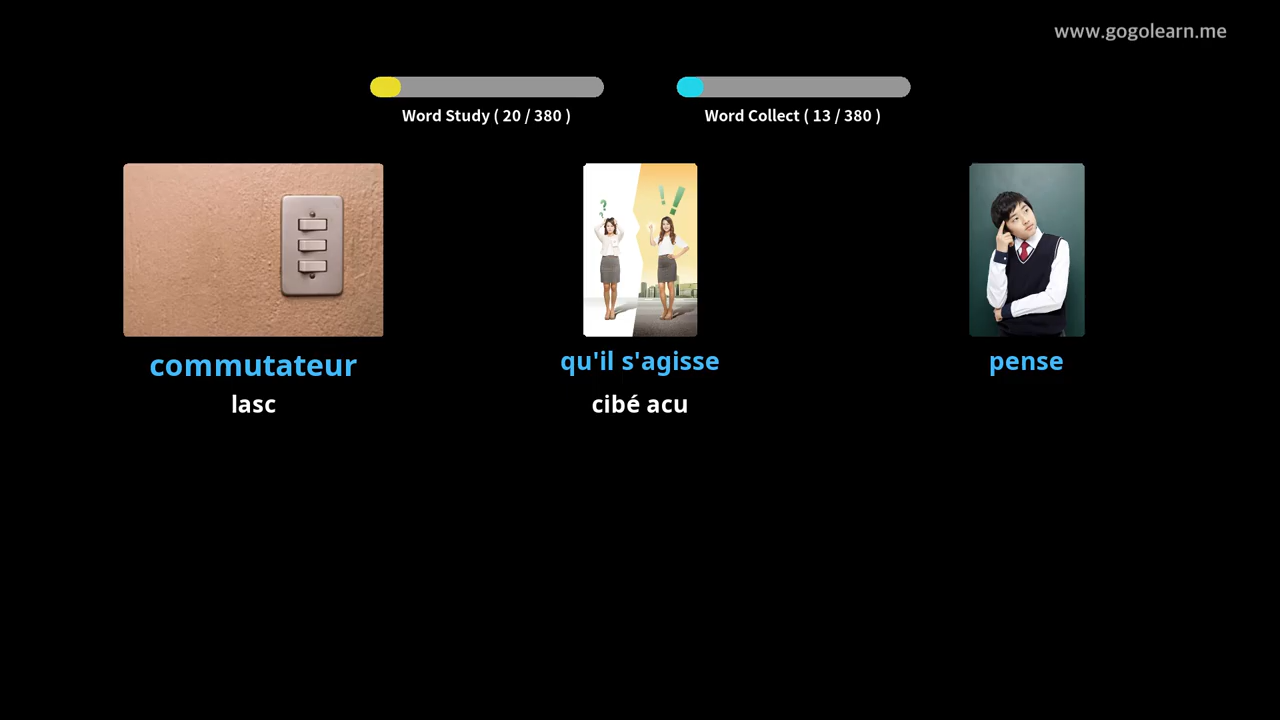 www.gogolearn.me
Word Study ( 20 / 380 )
Word Collect ( 13 / 380 )
commutateur
qu'il s'agisse
pense
lasc
cibé acu